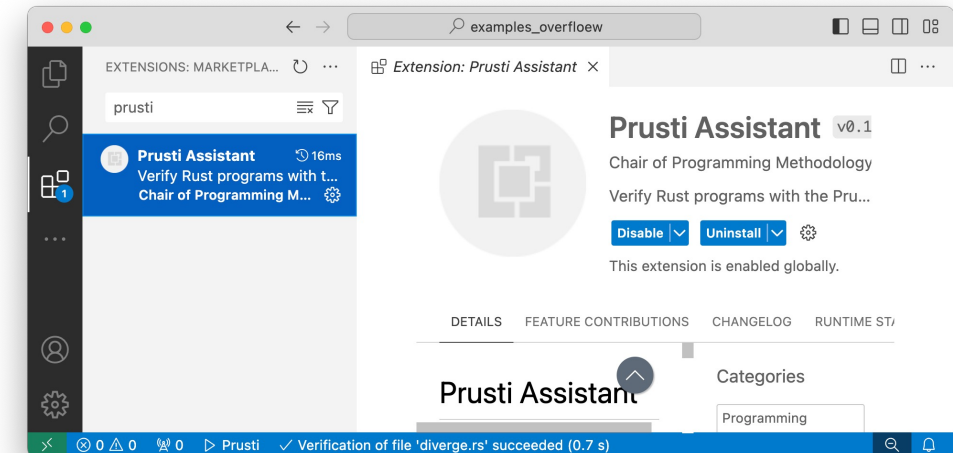 examples_overfloew
EXTENSIONS: MARKETPLA...
Extension: Prusti Assistant
prusti
Prusti Assistant 16ms
Verify Rust programs with t...
Chair of Programming M...
1
Prusti Assistant v0.1
Chair of Programming Methodology
Verify Rust programs with the Pru...
Disable Uninstall
This extension is enabled globally.
DETAILS FEATURE CONTRIBUTIONS CHANGELOG RUNTIME STA
Prusti Assistant
Categories
Programming
0 0 0 Prusti Verification of file 'diverge.rs' succeeded (0.7 s)